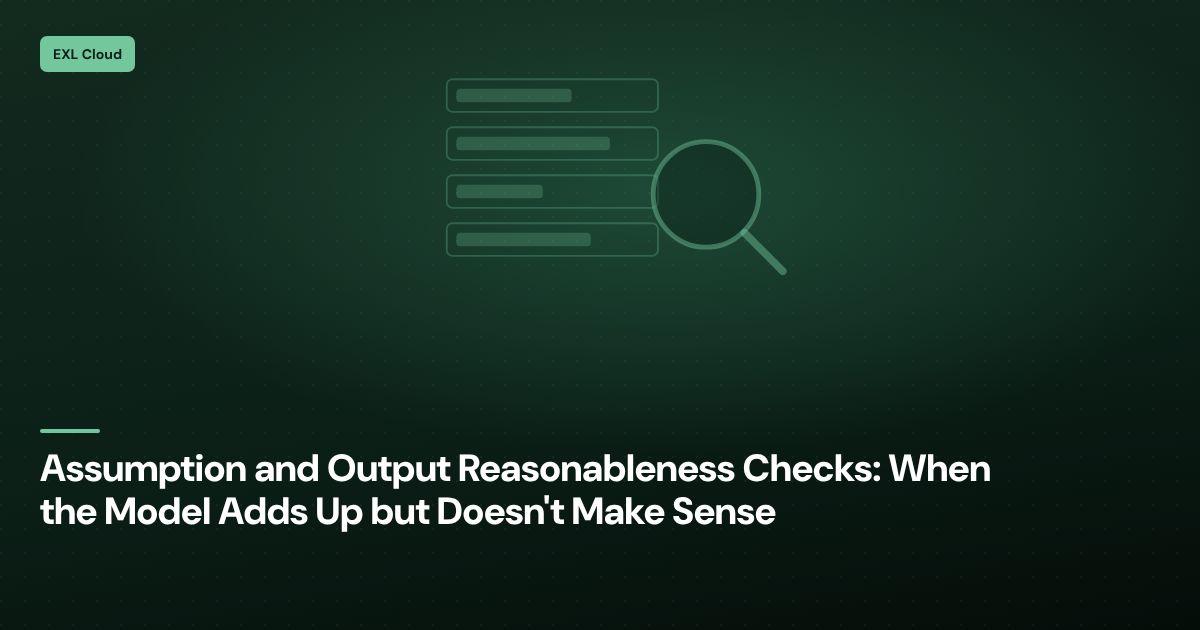 EXL Cloud
Assumption and Output Reasonableness Checks: When
the Model Adds Up but Doesn't Make Sense